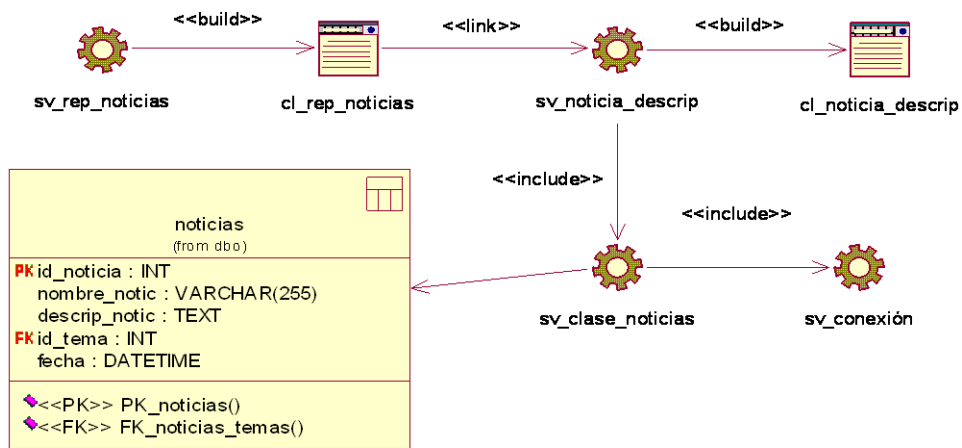 <<build>>
<<link>>
<<build>>
sv_rep_noticias
cl_rep_noticias
sv_noticia_descrip
cl_noticia_descrip
<<include>>
<<include>>
noticias
(from dbo)
PK id_noticia : INT
nombre_notic : VARCHAR(255)
descrip_notic : TEXT
FK id_tema : INT
fecha : DATETIME
<<PK>> PK_noticias()
<<FK>> FK_noticias_temas()
sv_clase_noticias
sv_conexión